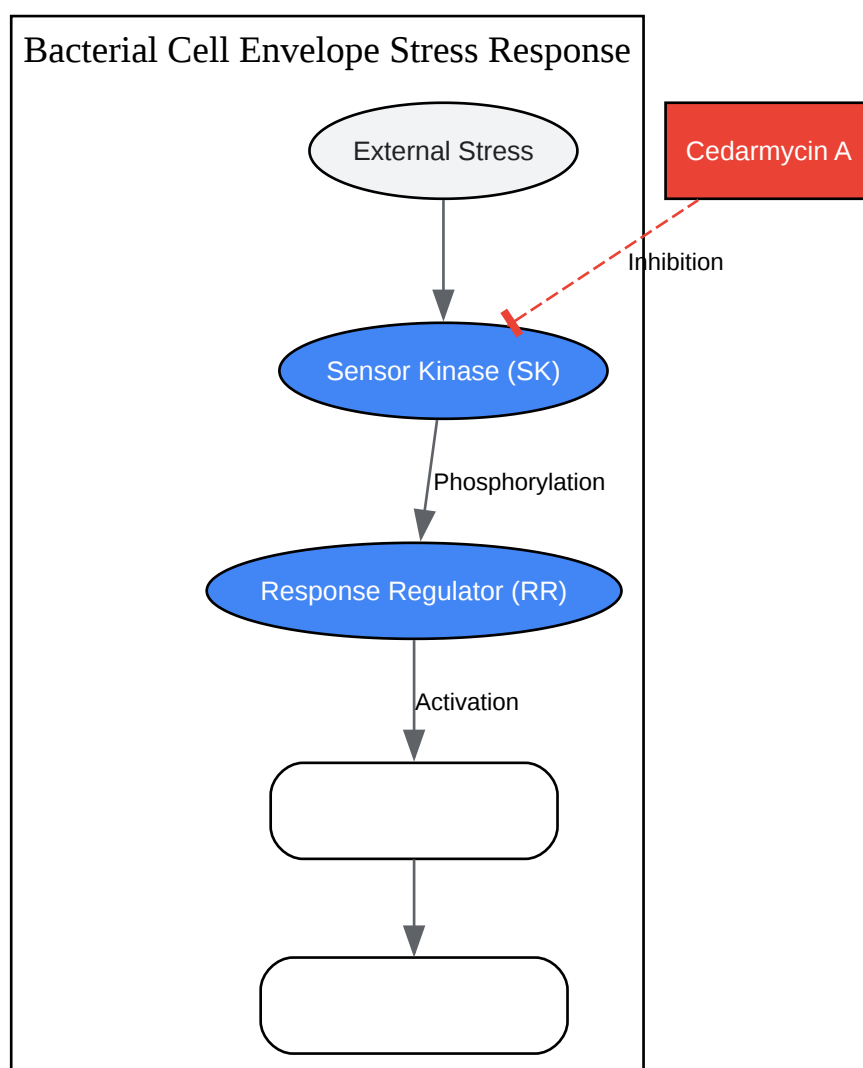 Bacterial Cell Envelope Stress Response
External Stress
Cedarmycin A
Inhibition
Sensor Kinase (SK)
Phosphorylation
Response Regulator (RR)
Activation